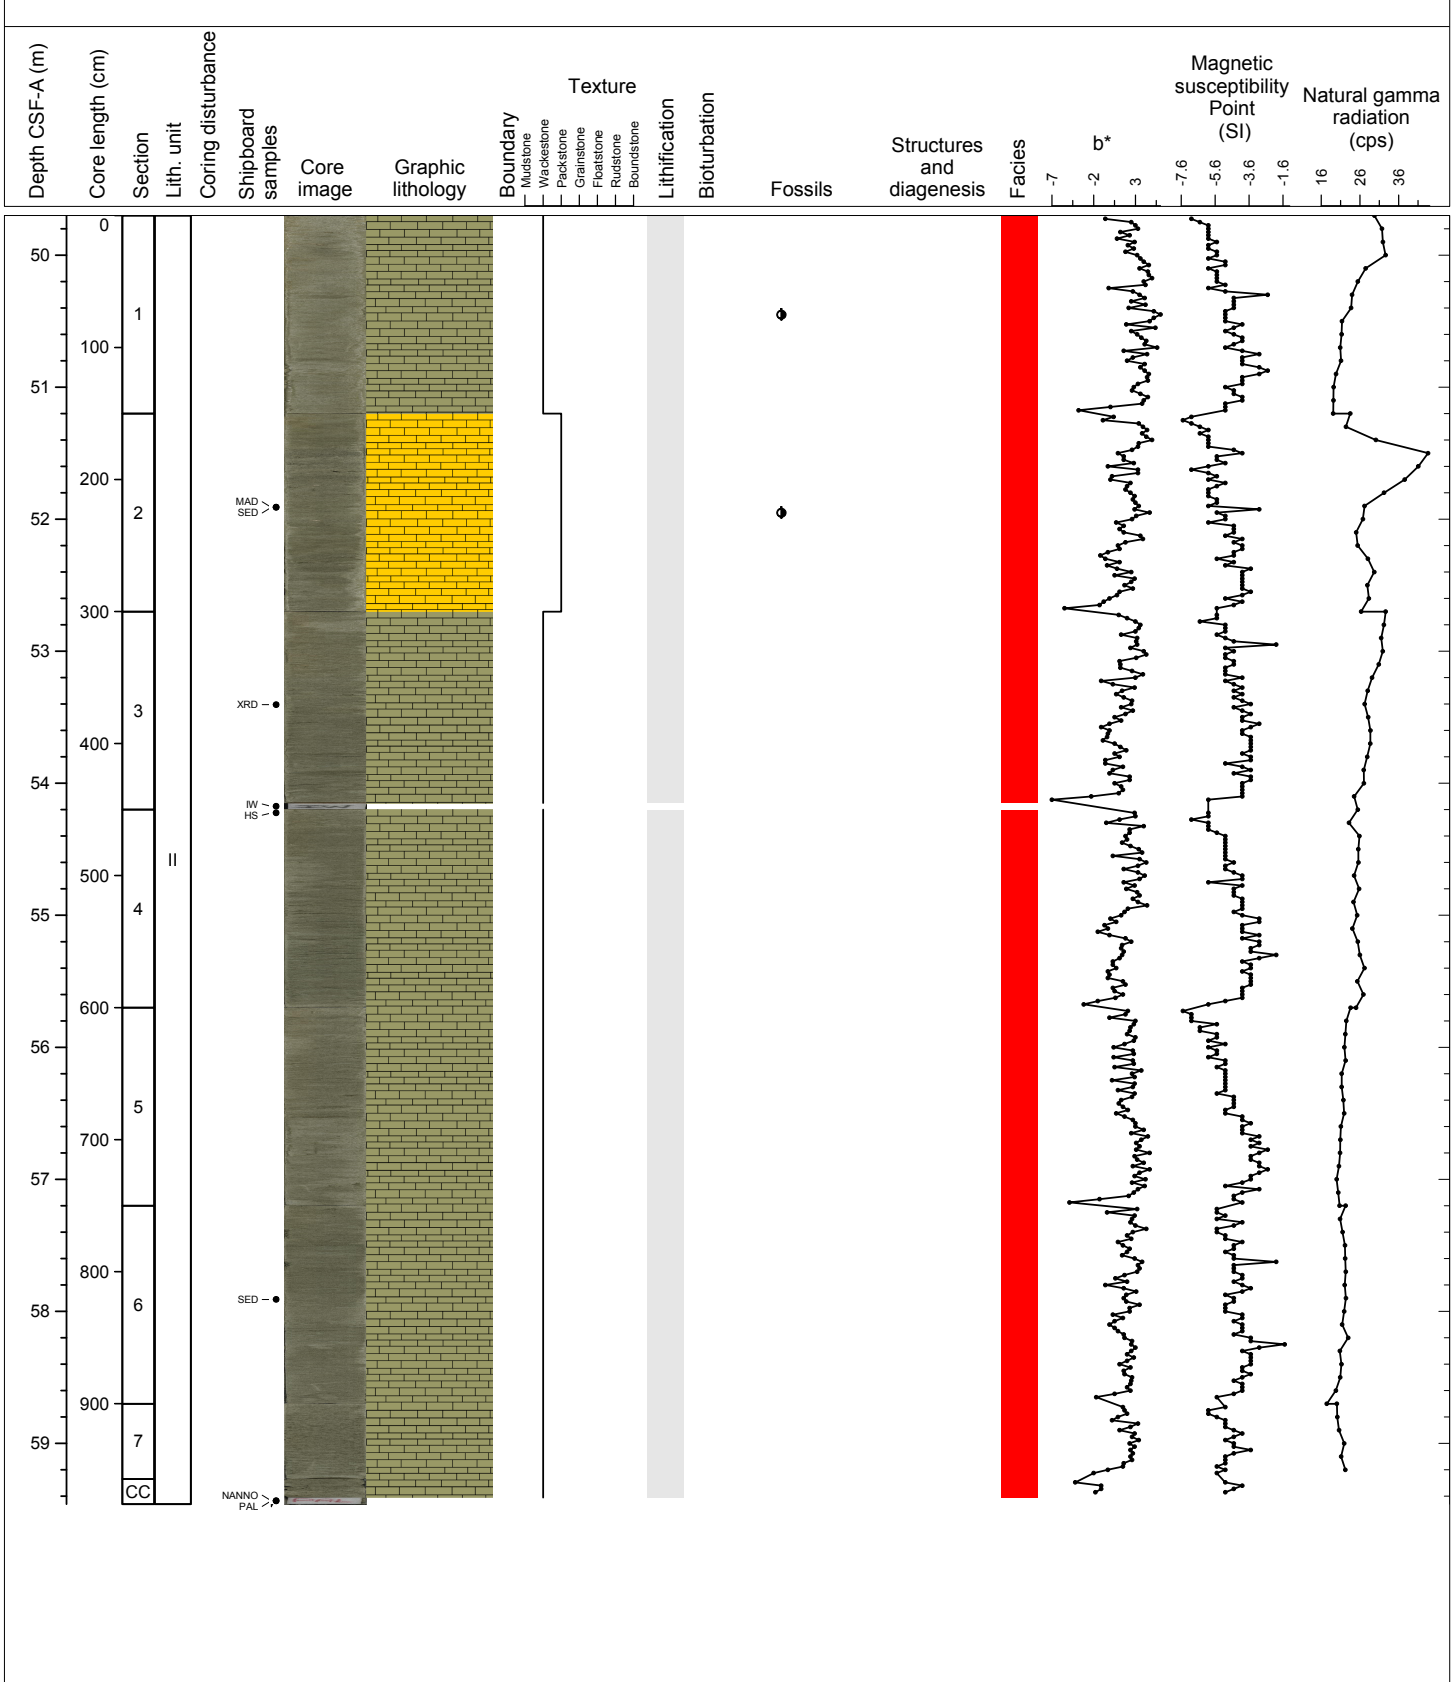 Depth CSF-A (m)
Core length (cm)
Section
Lith. unit
Coring disturbance
Shipboard
samples
Core
image
Graphic
lithology
Boundary
Texture
Mudstone
Wackestone
Packstone
Grainstone
Floatstone
Rudstone
Boundstone
Lithification
Bioturbation
Fossils
Structures
and
diagenesis
Facies
b*
-7 -2 3
Magnetic
susceptibility
Point
(SI)
-7.6 -5.6 -3.6 -1.6
Natural gamma
radiation
(cps)
16 26 36
0
50
1
100
51
200
MAD
SED
2
52
300
53
XRD
3
400
54
IW
HS
II
500
4
55
600
56
5
700
57
800
SED
6
58
900
7
59
CC
NANNO
PAL